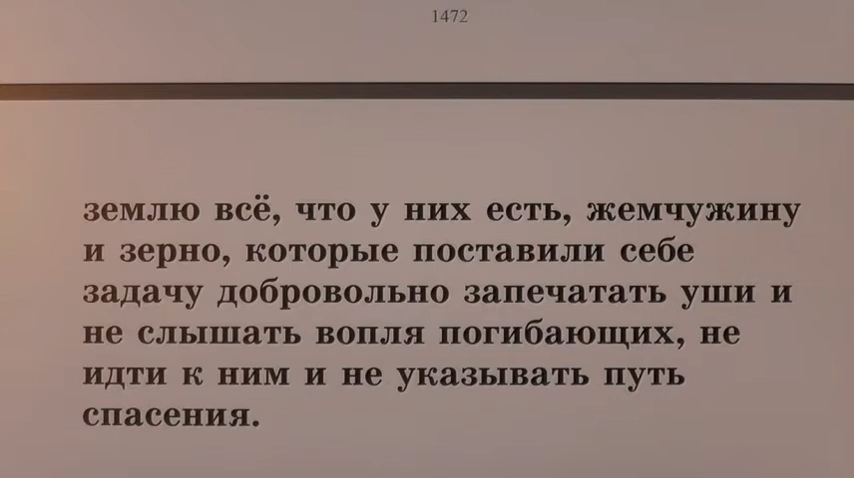 1472
землю всё, что у них есть, жемчужину
и зерно, которые поставили себе
задачу добровольно запечатать уши и
не слышать вопля погибающих, не
идти к ним и не указывать путь
спасения.